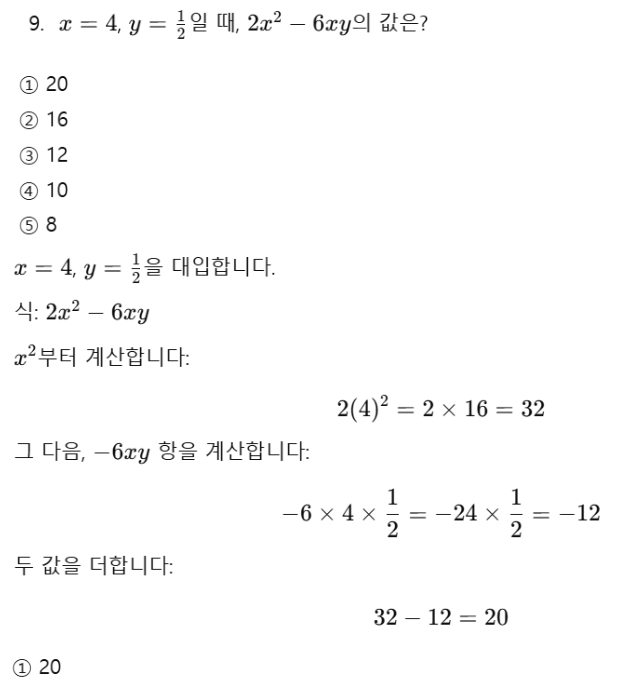 9. x = 4, y = 1/2일 때, 2x² − 6xy의 값은?
① 20
② 16
③ 12
④ 10
⑤ 8
x = 4, y = 1/2을 대입합니다.
식: 2x² − 6xy
x²부터 계산합니다:
2(4)² = 2 × 16 = 32
그 다음, −6xy 항을 계산합니다:
−6 × 4 × 1/2 = −24 × 1/2 = −12
두 값을 더합니다:
32 − 12 = 20
① 20